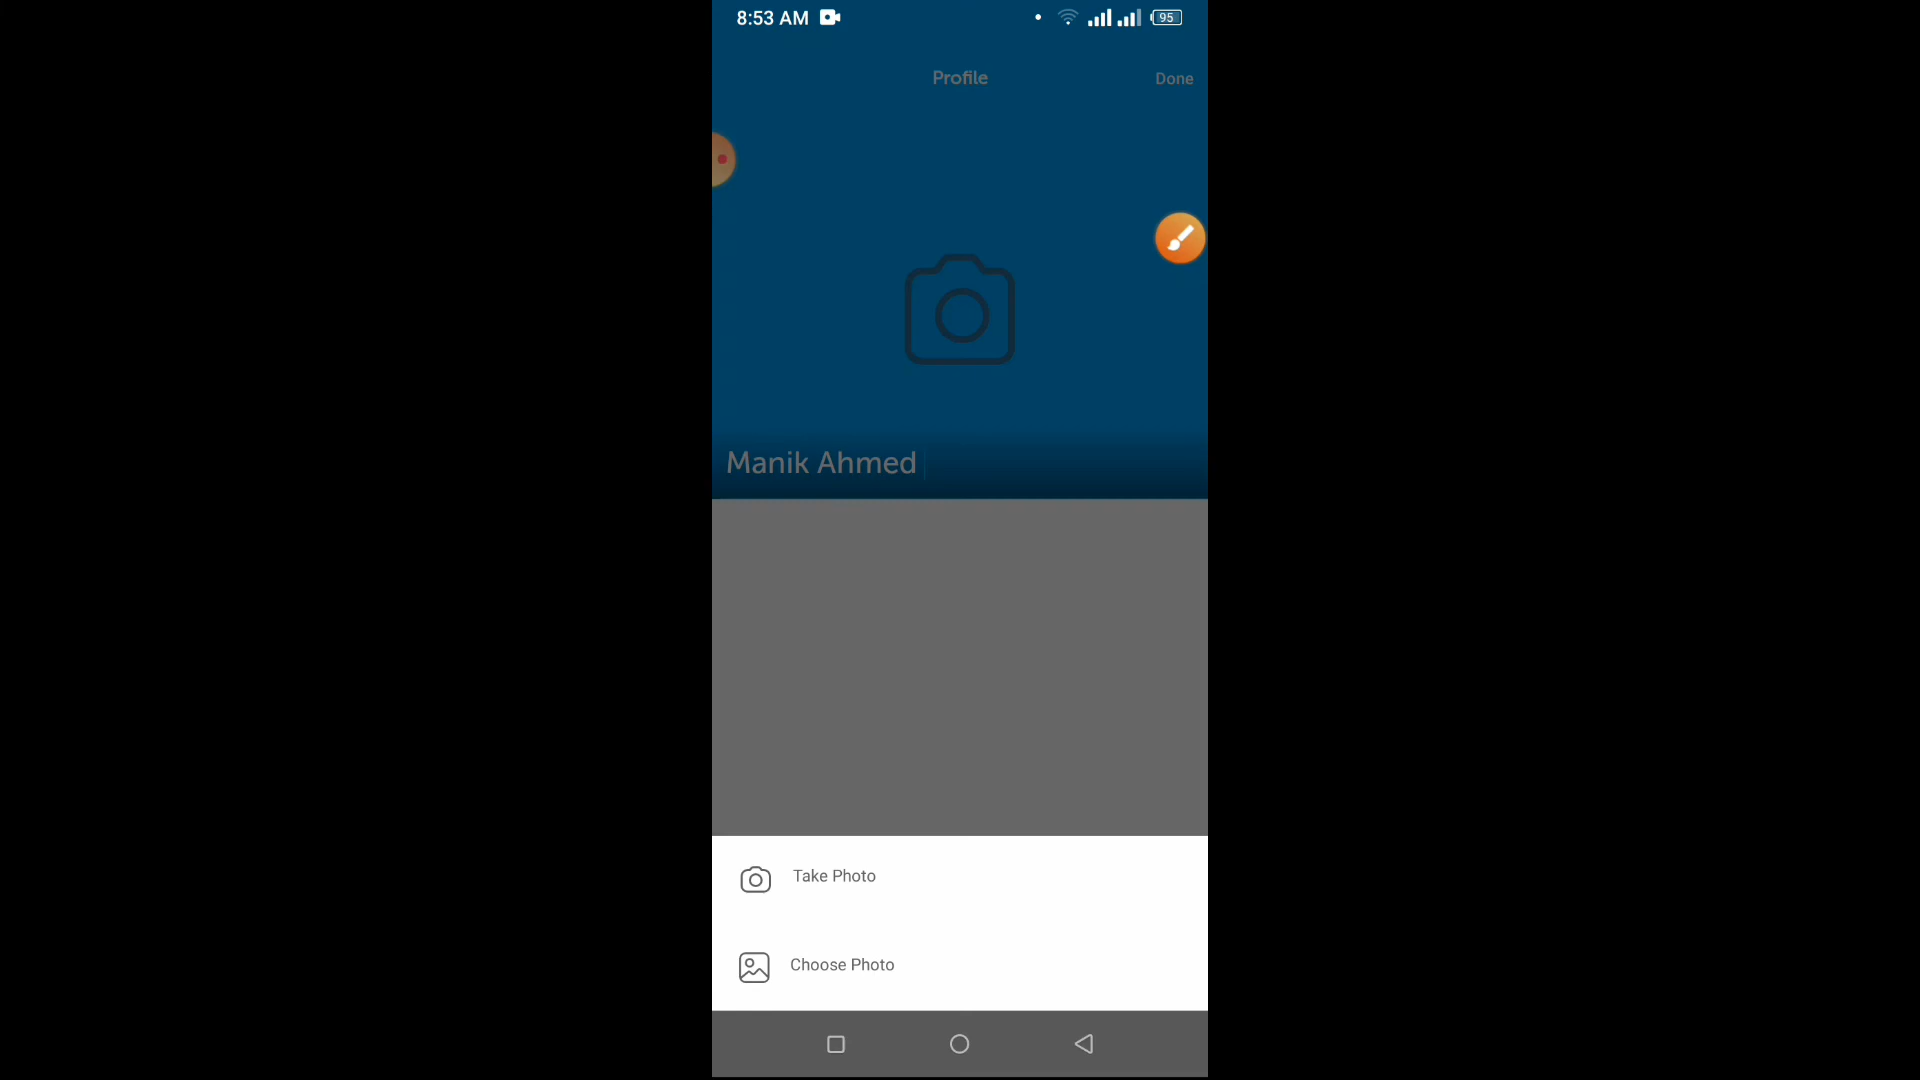 8:53 AM 95
Profile Done
Manik Ahmed
Take Photo
Choose Photo